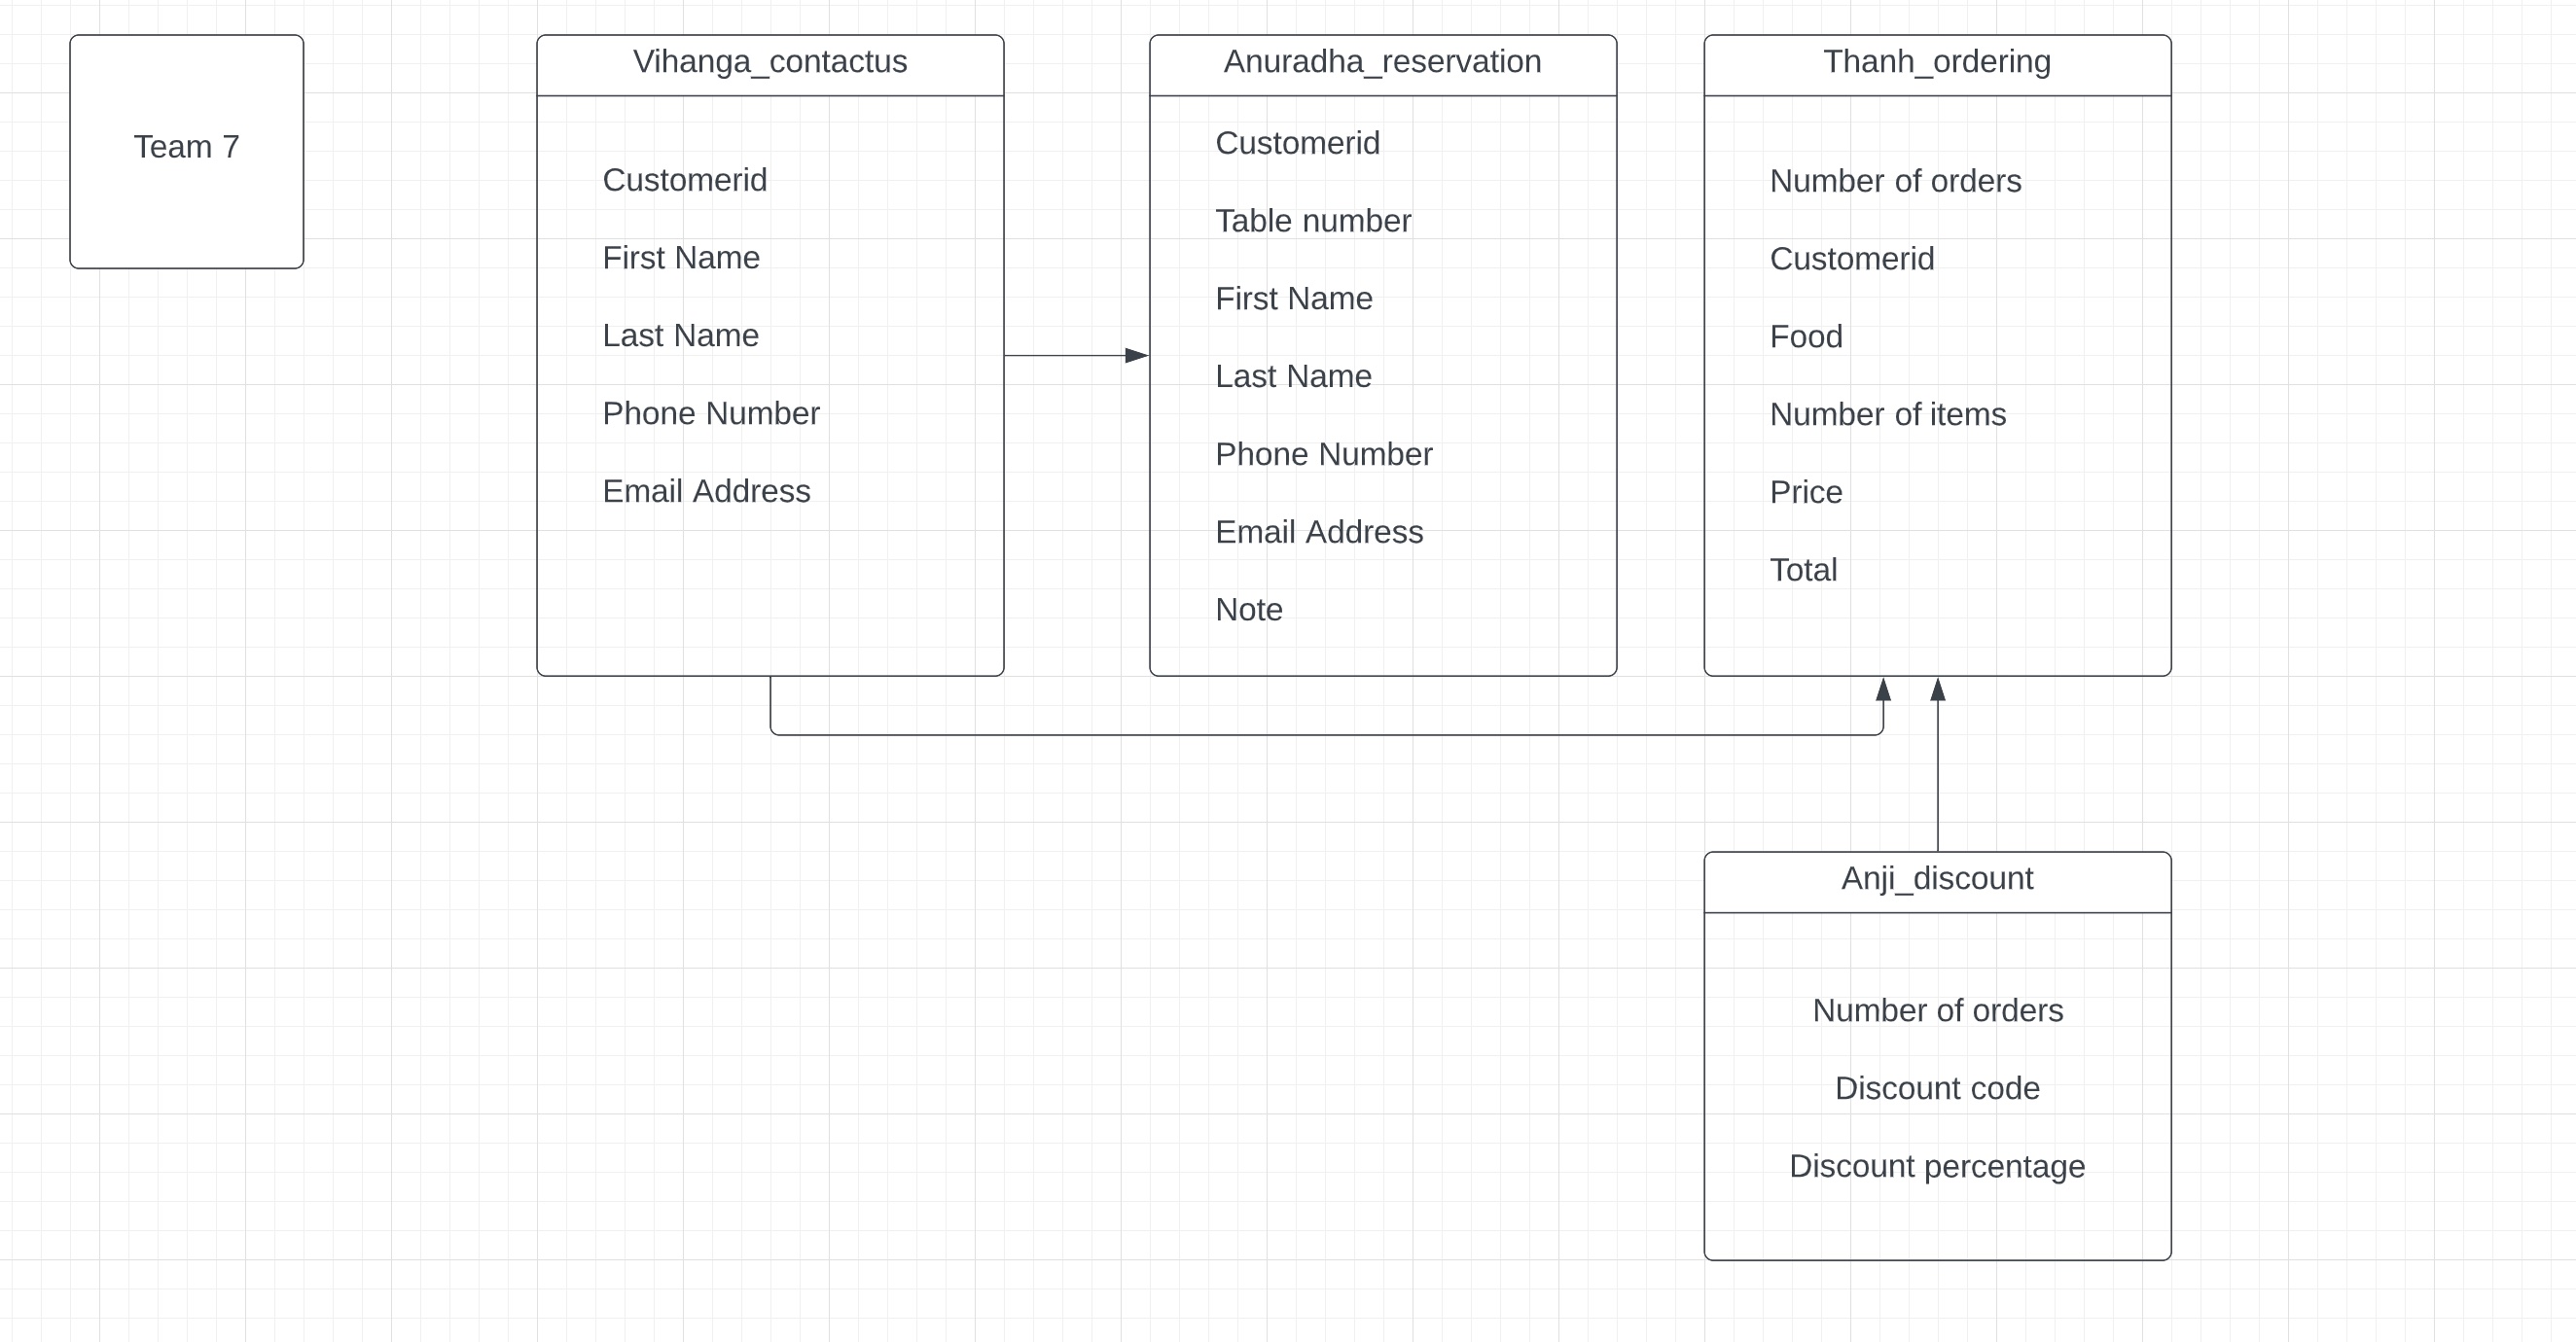 Team 7
Vihanga_contactus
Customerid
First Name
Last Name
Phone Number
Email Address
Anuradha_reservation
Customerid
Table number
First Name
Last Name
Phone Number
Email Address
Note
Thanh_ordering
Number of orders
Customerid
Food
Number of items
Price
Total
Anji_discount
Number of orders
Discount code
Discount percentage